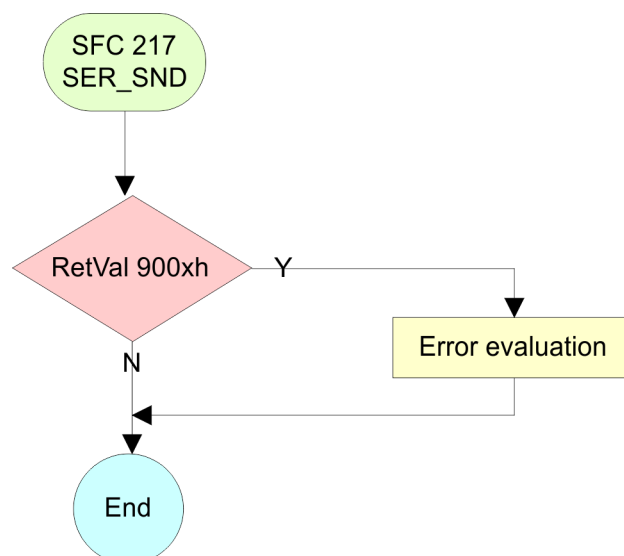 SFC 217
SER_SND
RetVal 900xh
Y
Error evaluation
N
End